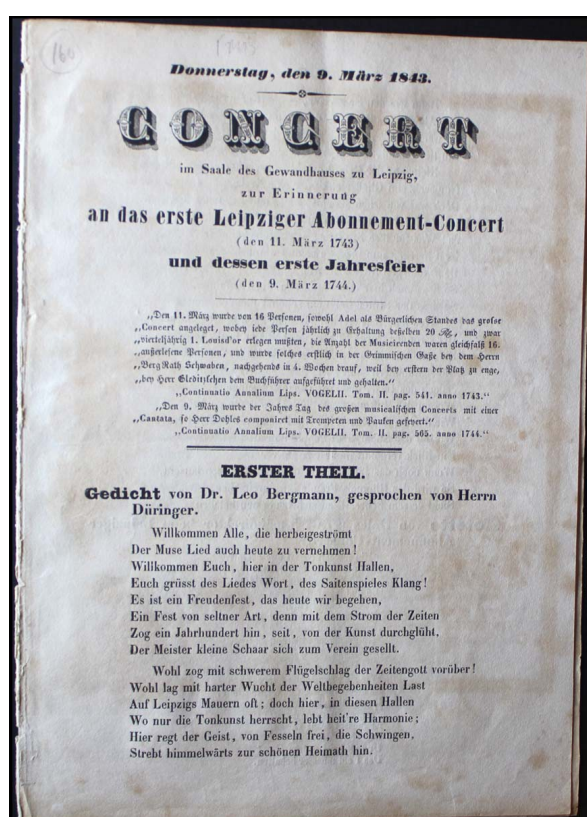 160
Donnerstag, den 9. März 1843.
CONCERT
im Saale des Gewandhauses zu Leipzig,
zur Erinnerung
an das erste Leipziger Abonnement-Concert
(den 11. März 1743)
und dessen erste Jahresfeier
(den 9. März 1744.)
„Den 11. März wurde von 16 Personen, sowohl Adel als Bürgerlichen Standes das große
„Concert angeleget, wobey iede Person jährlich zu Erhaltung deßelben 20
, und zwar
„vierteljährig 1. Louisd'or erlegen mußten, die Anzahl der Musicirenden waren gleichfalß 16.
„außerlesene Personen, und wurde solches erstlich in der Grimmischen Gaße bey dem Herrn
„BergRath Schwaben, nachgehends in 4. Wochen drauf, weil bey erstern der Platz zu enge,
„bey Herr Gleditzschen dem Buchführer aufgeführet und gehalten.“
„Continuatio Annalium Lips. VOGELII. Tom. II. pag. 541. anno 1743.“
„Den 9. März wurde der Jahres Tag des großen musicalischen Concerts mit einer
„Cantata, so Herr Dohles componiret mit Trompeten und Pauken gefeyert.“
„Continuatio Annalium Lips. VOGELII. Tom. II. pag. 565. anno 1744.“
ERSTER THEIL.
Gedicht von Dr. Leo Bergmann, gesprochen von Herrn
Düringer.
Willkommen Alle, die herbeigeströmt
Der Muse Lied auch heute zu vernehmen!
Willkommen Euch, hier in der Tonkunst Hallen,
Euch grüsst des Liedes Wort, des Saitenspieles Klang!
Es ist ein Freudenfest, das heute wir begehen,
Ein Fest von seltner Art, denn mit dem Strom der Zeiten
Zog ein Jahrhundert hin, seit, von der Kunst durchglüht,
Der Meister kleine Schaar sich zum Verein gesellt.
Wohl zog mit schwerem Flügelschlag der Zeitengott vorüber!
Wohl lag mit harter Wucht der Weltbegebenheiten Last
Auf Leipzigs Mauern oft; doch hier, in diesen Hallen
Wo nur die Tonkunst herrscht, lebt heit're Harmonie;
Hier regt der Geist, von Fesseln frei, die Schwingen,
Strebt himmelwärts zur schönen Heimath hin.